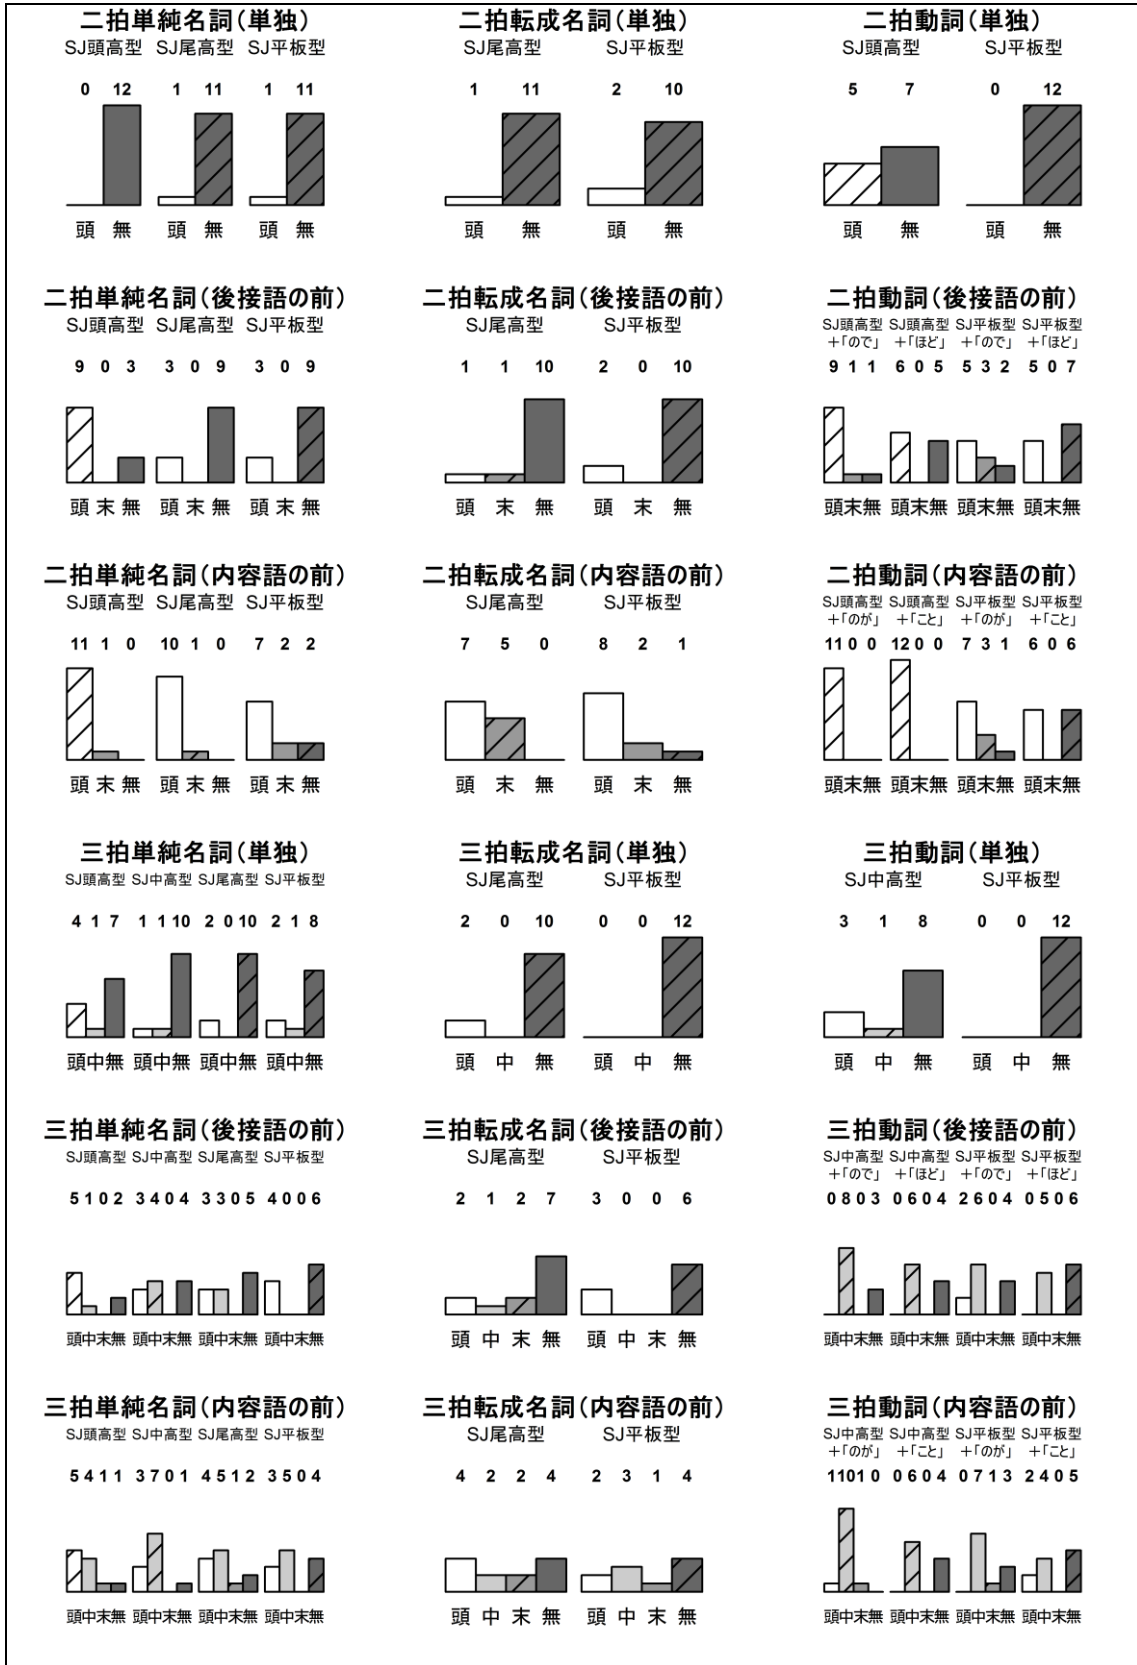 二拍単純名詞（単独） 二拍転成名詞（単独） 二拍動詞（単独）
SJ頭高型 SJ尾高型 SJ平板型 SJ尾高型 SJ平板型 SJ頭高型 SJ平板型
0 12 1 11 1 11 1 11 2 10 5 7 0 12
頭 無 頭 無 頭 無 頭 無 頭 無 頭 無 頭 無
二拍単純名詞（後接語の前） 二拍転成名詞（後接語の前） 二拍動詞（後接語の前）
SJ頭高型 SJ尾高型 SJ平板型 SJ尾高型 SJ平板型 SJ頭高型 SJ頭高型 SJ平板型 SJ平板型
＋「ので」 ＋「ほど」 ＋「ので」 ＋「ほど」
9 0 3 3 0 9 3 0 9 1 1 10 2 0 10 9 1 1 6 0 5 5 3 2 5 0 7
頭 末 無 頭 末 無 頭 末 無 頭 末 無 頭 末 無 頭末無 頭末無 頭末無 頭末無
二拍単純名詞（内容語の前） 二拍転成名詞（内容語の前） 二拍動詞（内容語の前）
SJ頭高型 SJ尾高型 SJ平板型 SJ尾高型 SJ平板型 SJ頭高型 SJ頭高型 SJ平板型 SJ平板型
＋「のが」 ＋「こと」 ＋「のが」 ＋「こと」
11 1 0 10 1 0 7 2 2 7 5 0 8 2 1 11 0 0 12 0 0 7 3 1 6 0 6
頭 末 無 頭 末 無 頭 末 無 頭 末 無 頭 末 無 頭末無 頭末無 頭末無 頭末無
三拍単純名詞（単独） 三拍転成名詞（単独） 三拍動詞（単独）
SJ頭高型 SJ中高型 SJ尾高型 SJ平板型 SJ尾高型 SJ平板型 SJ中高型 SJ平板型
4 1 7 1 1 10 2 0 10 2 1 8 2 0 10 0 0 12 3 1 8 0 0 12
頭中無 頭中無 頭中無 頭中無 頭 中 無 頭 中 無 頭 中 無 頭 中 無
三拍単純名詞（後接語の前） 三拍転成名詞（後接語の前） 三拍動詞（後接語の前）
SJ頭高型 SJ中高型 SJ尾高型 SJ平板型 SJ尾高型 SJ平板型 SJ中高型 SJ中高型 SJ平板型 SJ平板型
＋「ので」 ＋「ほど」 ＋「ので」 ＋「ほど」
5 1 0 2 3 4 0 4 3 3 0 5 4 0 0 6 2 1 2 7 3 0 0 6 0 8 0 3 0 6 0 4 2 6 0 4 0 5 0 6
頭中末無 頭中末無 頭中末無 頭中末無 頭 中 末 無 頭 中 末 無 頭中末無 頭中末無 頭中末無 頭中末無
三拍単純名詞（内容語の前） 三拍転成名詞（内容語の前） 三拍動詞（内容語の前）
SJ頭高型 SJ中高型 SJ尾高型 SJ平板型 SJ尾高型 SJ平板型 SJ中高型 SJ中高型 SJ平板型 SJ平板型
＋「のが」 ＋「こと」 ＋「のが」 ＋「こと」
5 4 1 1 3 7 0 1 4 5 1 2 3 5 0 4 4 2 2 4 2 3 1 4 1 10 1 0 0 6 0 4 0 7 1 3 2 4 0 5
頭中末無 頭中末無 頭中末無 頭中末無 頭 中 末 無 頭 中 末 無 頭中末無 頭中末無 頭中末無 頭中末無